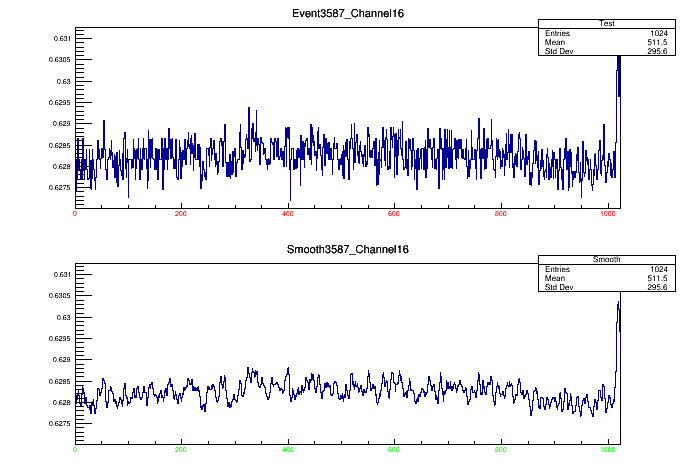 Event3587_Channel16
Test
Entries 1024
Mean 511.5
Std Dev 295.6
0.631
0.6305
0.63
0.6295
0.629
0.6285
0.628
0.6275
0 200 400 600 800 1000
Smooth3587_Channel16
Smooth
Entries 1024
Mean 511.5
Std Dev 295.6
0.631
0.6305
0.63
0.6295
0.629
0.6285
0.628
0.6275
0 200 400 600 800 1000